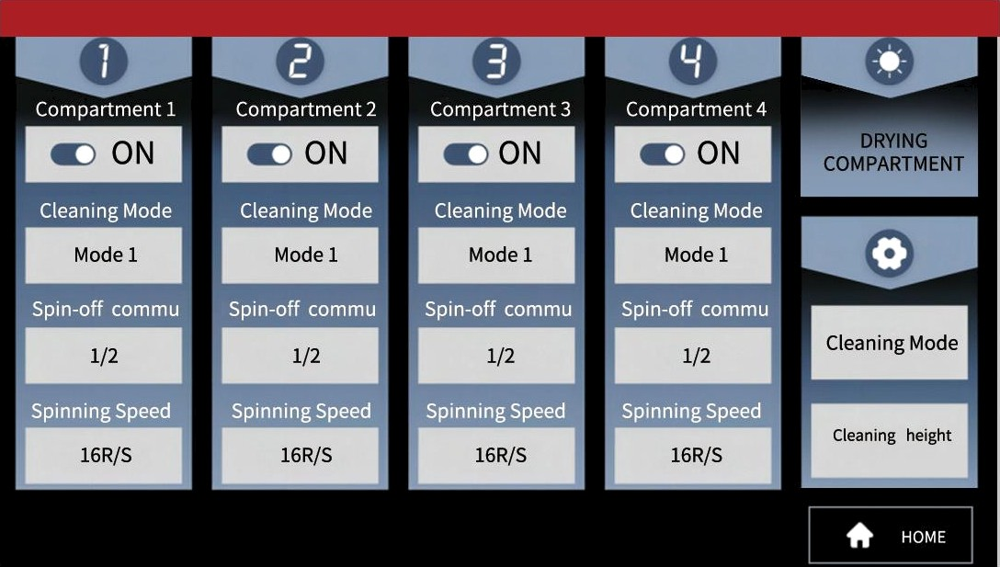 1
Compartment 1
ON
Cleaning Mode
Mode 1
Spin-off commu
1/2
Spinning Speed
16R/S
2
Compartment 2
ON
Cleaning Mode
Mode 1
Spin-off commu
1/2
Spinning Speed
16R/S
3
Compartment 3
ON
Cleaning Mode
Mode 1
Spin-off commu
1/2
Spinning Speed
16R/S
4
Compartment 4
ON
Cleaning Mode
Mode 1
Spin-off commu
1/2
Spinning Speed
16R/S
DRYING
COMPARTMENT
Cleaning Mode
Cleaning height
HOME